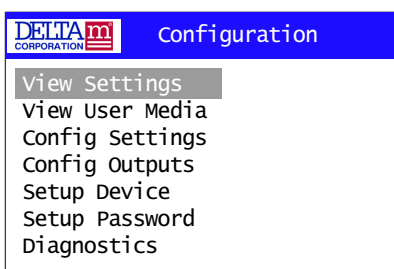 DELTA m Configuration
CORPORATION
View Settings
View User Media
Config Settings
Config Outputs
Setup Device
Setup Password
Diagnostics